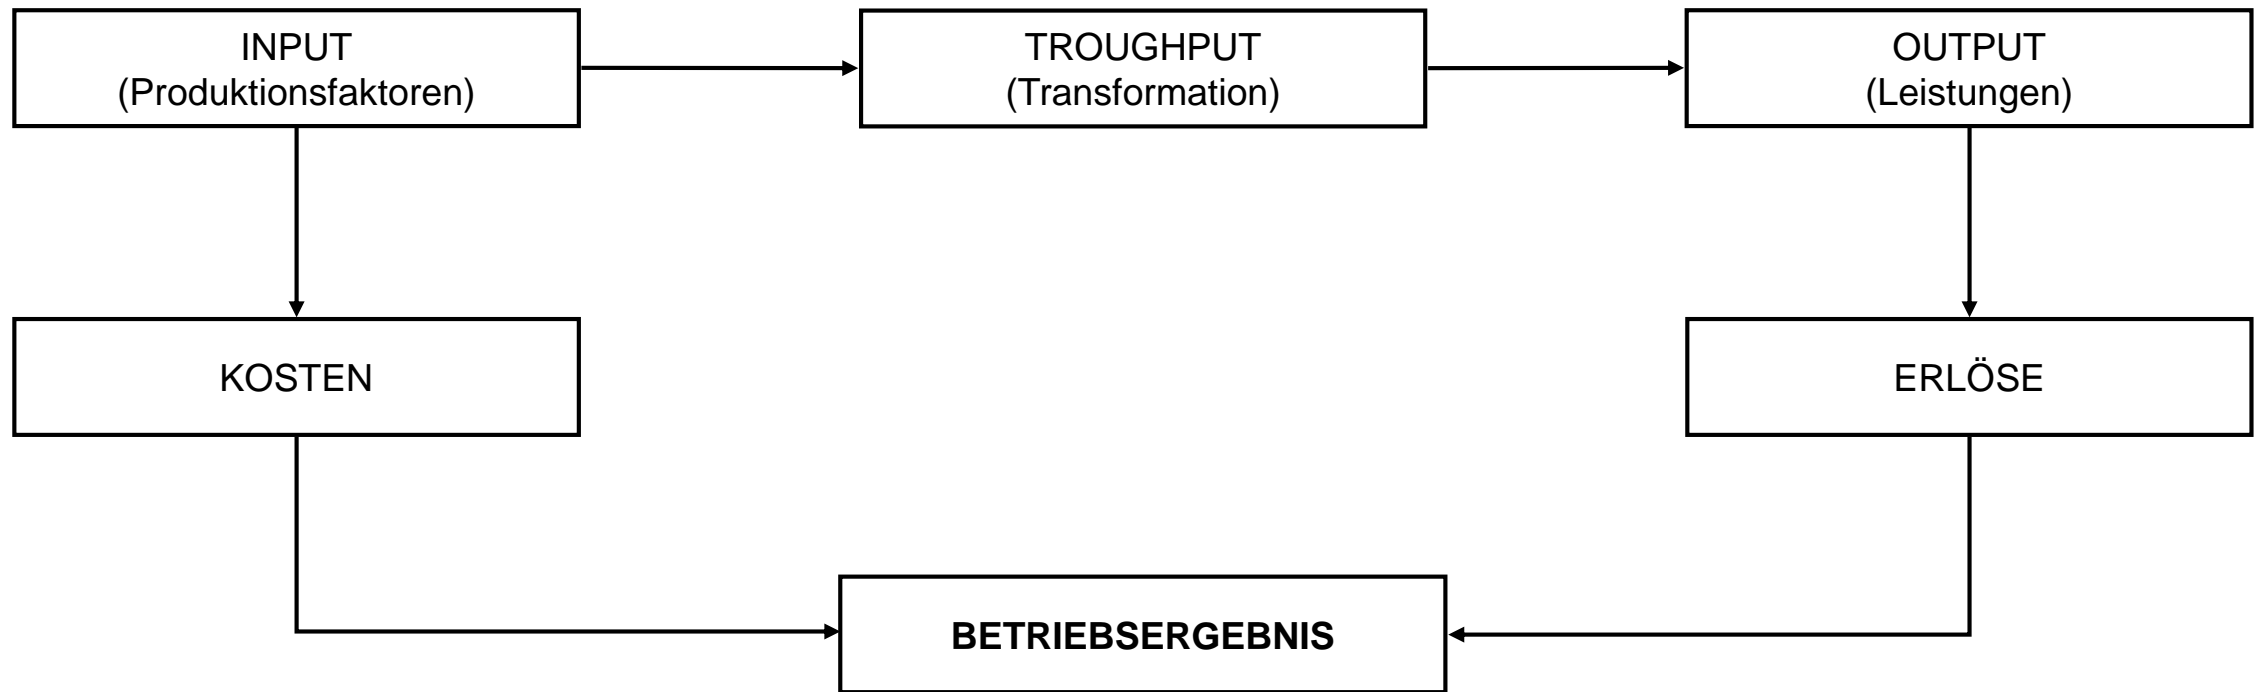 INPUT
(Produktionsfaktoren)
TROUGHPUT
(Transformation)
OUTPUT
(Leistungen)
KOSTEN
ERLÖSE
BETRIEBSERGEBNIS